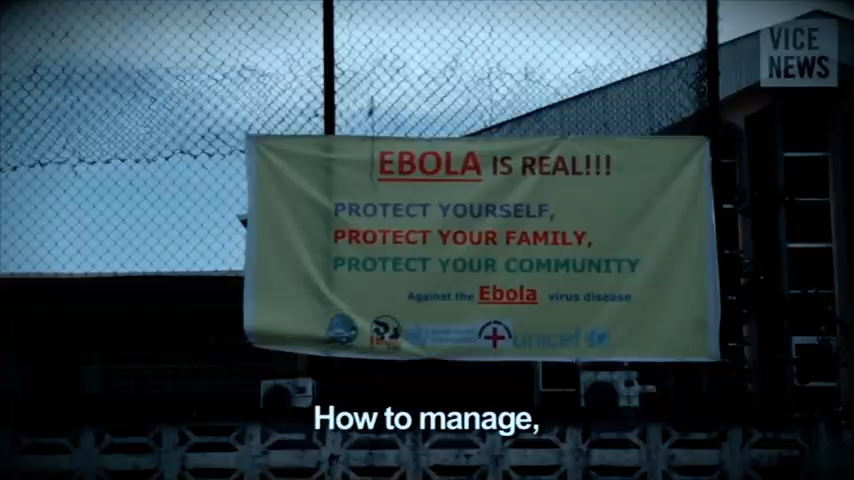 VICE
NEWS
EBOLA IS REAL!!!
PROTECT YOURSELF,
PROTECT YOUR FAMILY,
PROTECT YOUR COMMUNITY
Against the Ebola virus disease
unicef
How to manage,